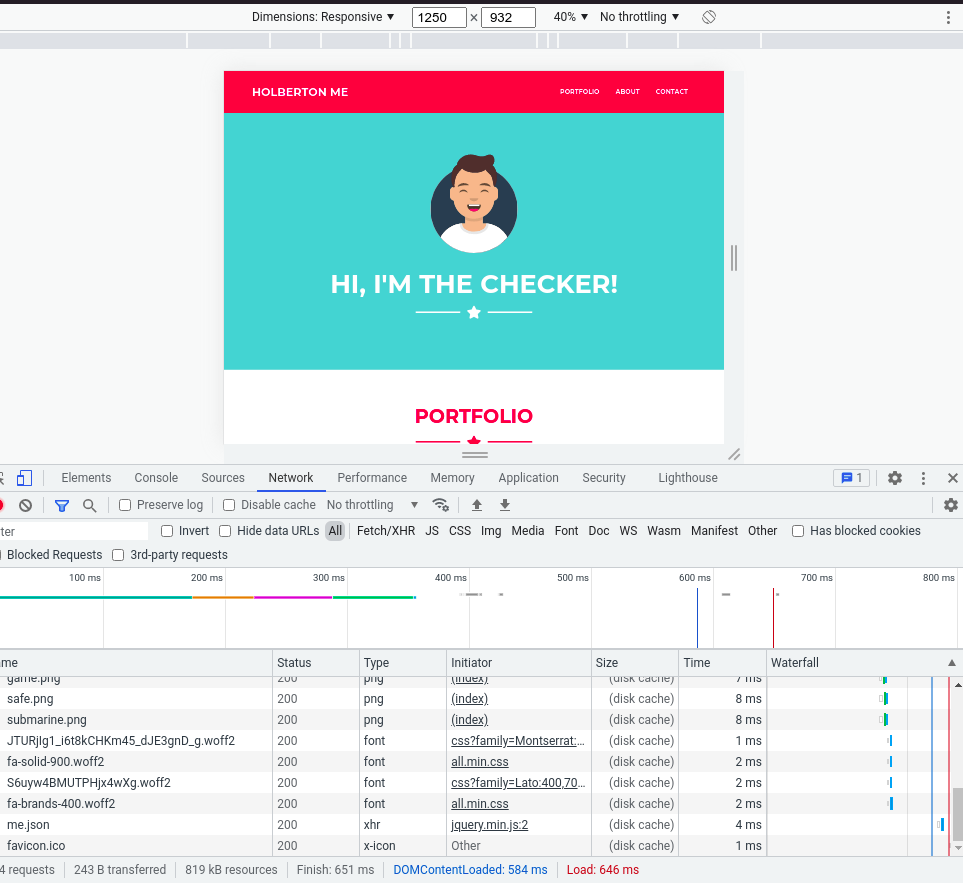 Dimensions: Responsive ▼ 1250 × 932 40% ▼ No throttling ▼
HOLBERTON ME PORTFOLIO ABOUT CONTACT
HI, I'M THE CHECKER!
PORTFOLIO
Elements Console Sources Network Performance Memory Application Security Lighthouse 1
Preserve log Disable cache No throttling ▼
ter Invert Hide data URLs All Fetch/XHR JS CSS Img Media Font Doc WS Wasm Manifest Other Has blocked cookies
Blocked Requests 3rd-party requests
100 ms 200 ms 300 ms 400 ms 500 ms 600 ms 700 ms 800 ms
me Status Type Initiator Size Time Waterfall
game.png 200 png (index) (disk cache) 7 ms
safe.png 200 png (index) (disk cache) 8 ms
submarine.png 200 png (index) (disk cache) 8 ms
JTURjIg1_i6t8kCHKm45_dJE3gnD_g.woff2 200 font css?family=Montserrat:… (disk cache) 1 ms
fa-solid-900.woff2 200 font all.min.css (disk cache) 2 ms
S6uyw4BMUTPHjx4wXg.woff2 200 font css?family=Lato:400,70… (disk cache) 2 ms
fa-brands-400.woff2 200 font all.min.css (disk cache) 2 ms
me.json 200 xhr jquery.min.js:2 (disk cache) 4 ms
favicon.ico 200 x-icon Other (disk cache) 1 ms
4 requests 243 B transferred 819 kB resources Finish: 651 ms DOMContentLoaded: 584 ms Load: 646 ms